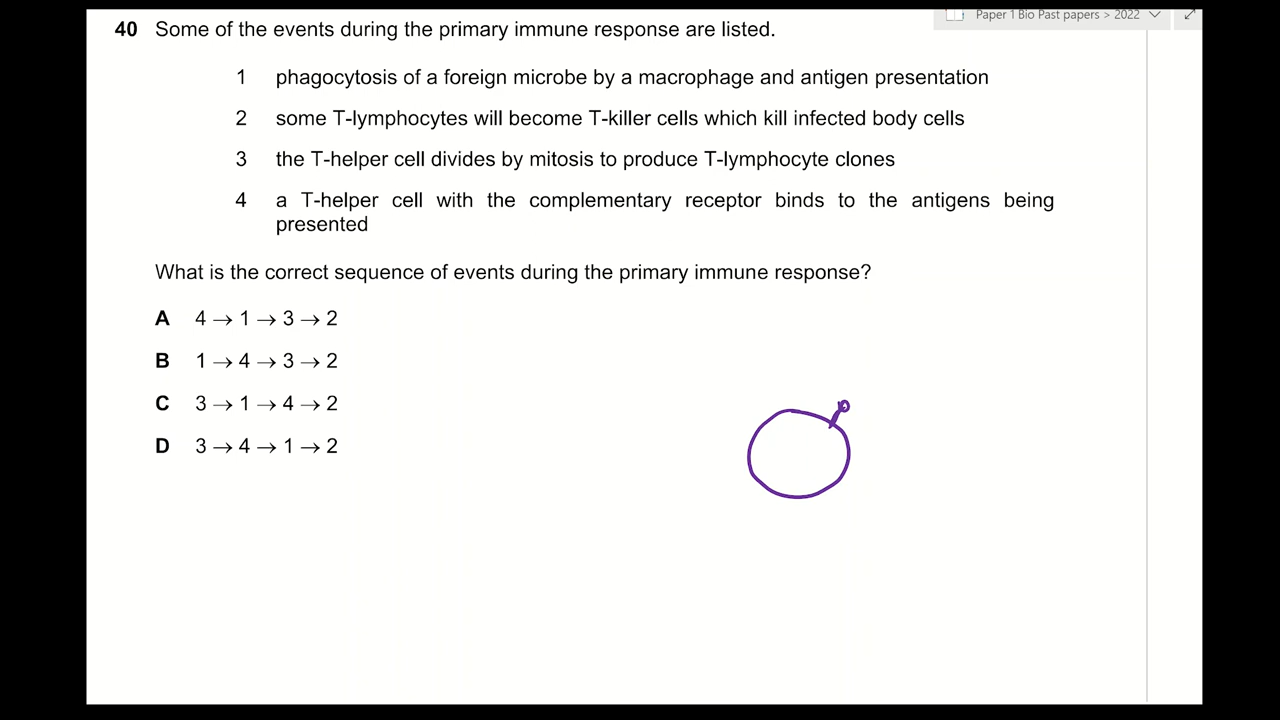 Paper 1 Bio Past papers > 2022
40 Some of the events during the primary immune response are listed.
1 phagocytosis of a foreign microbe by a macrophage and antigen presentation
2 some T-lymphocytes will become T-killer cells which kill infected body cells
3 the T-helper cell divides by mitosis to produce T-lymphocyte clones
4 a T-helper cell with the complementary receptor binds to the antigens being
presented
What is the correct sequence of events during the primary immune response?
A 4 → 1 → 3 → 2
B 1 → 4 → 3 → 2
C 3 → 1 → 4 → 2
D 3 → 4 → 1 → 2